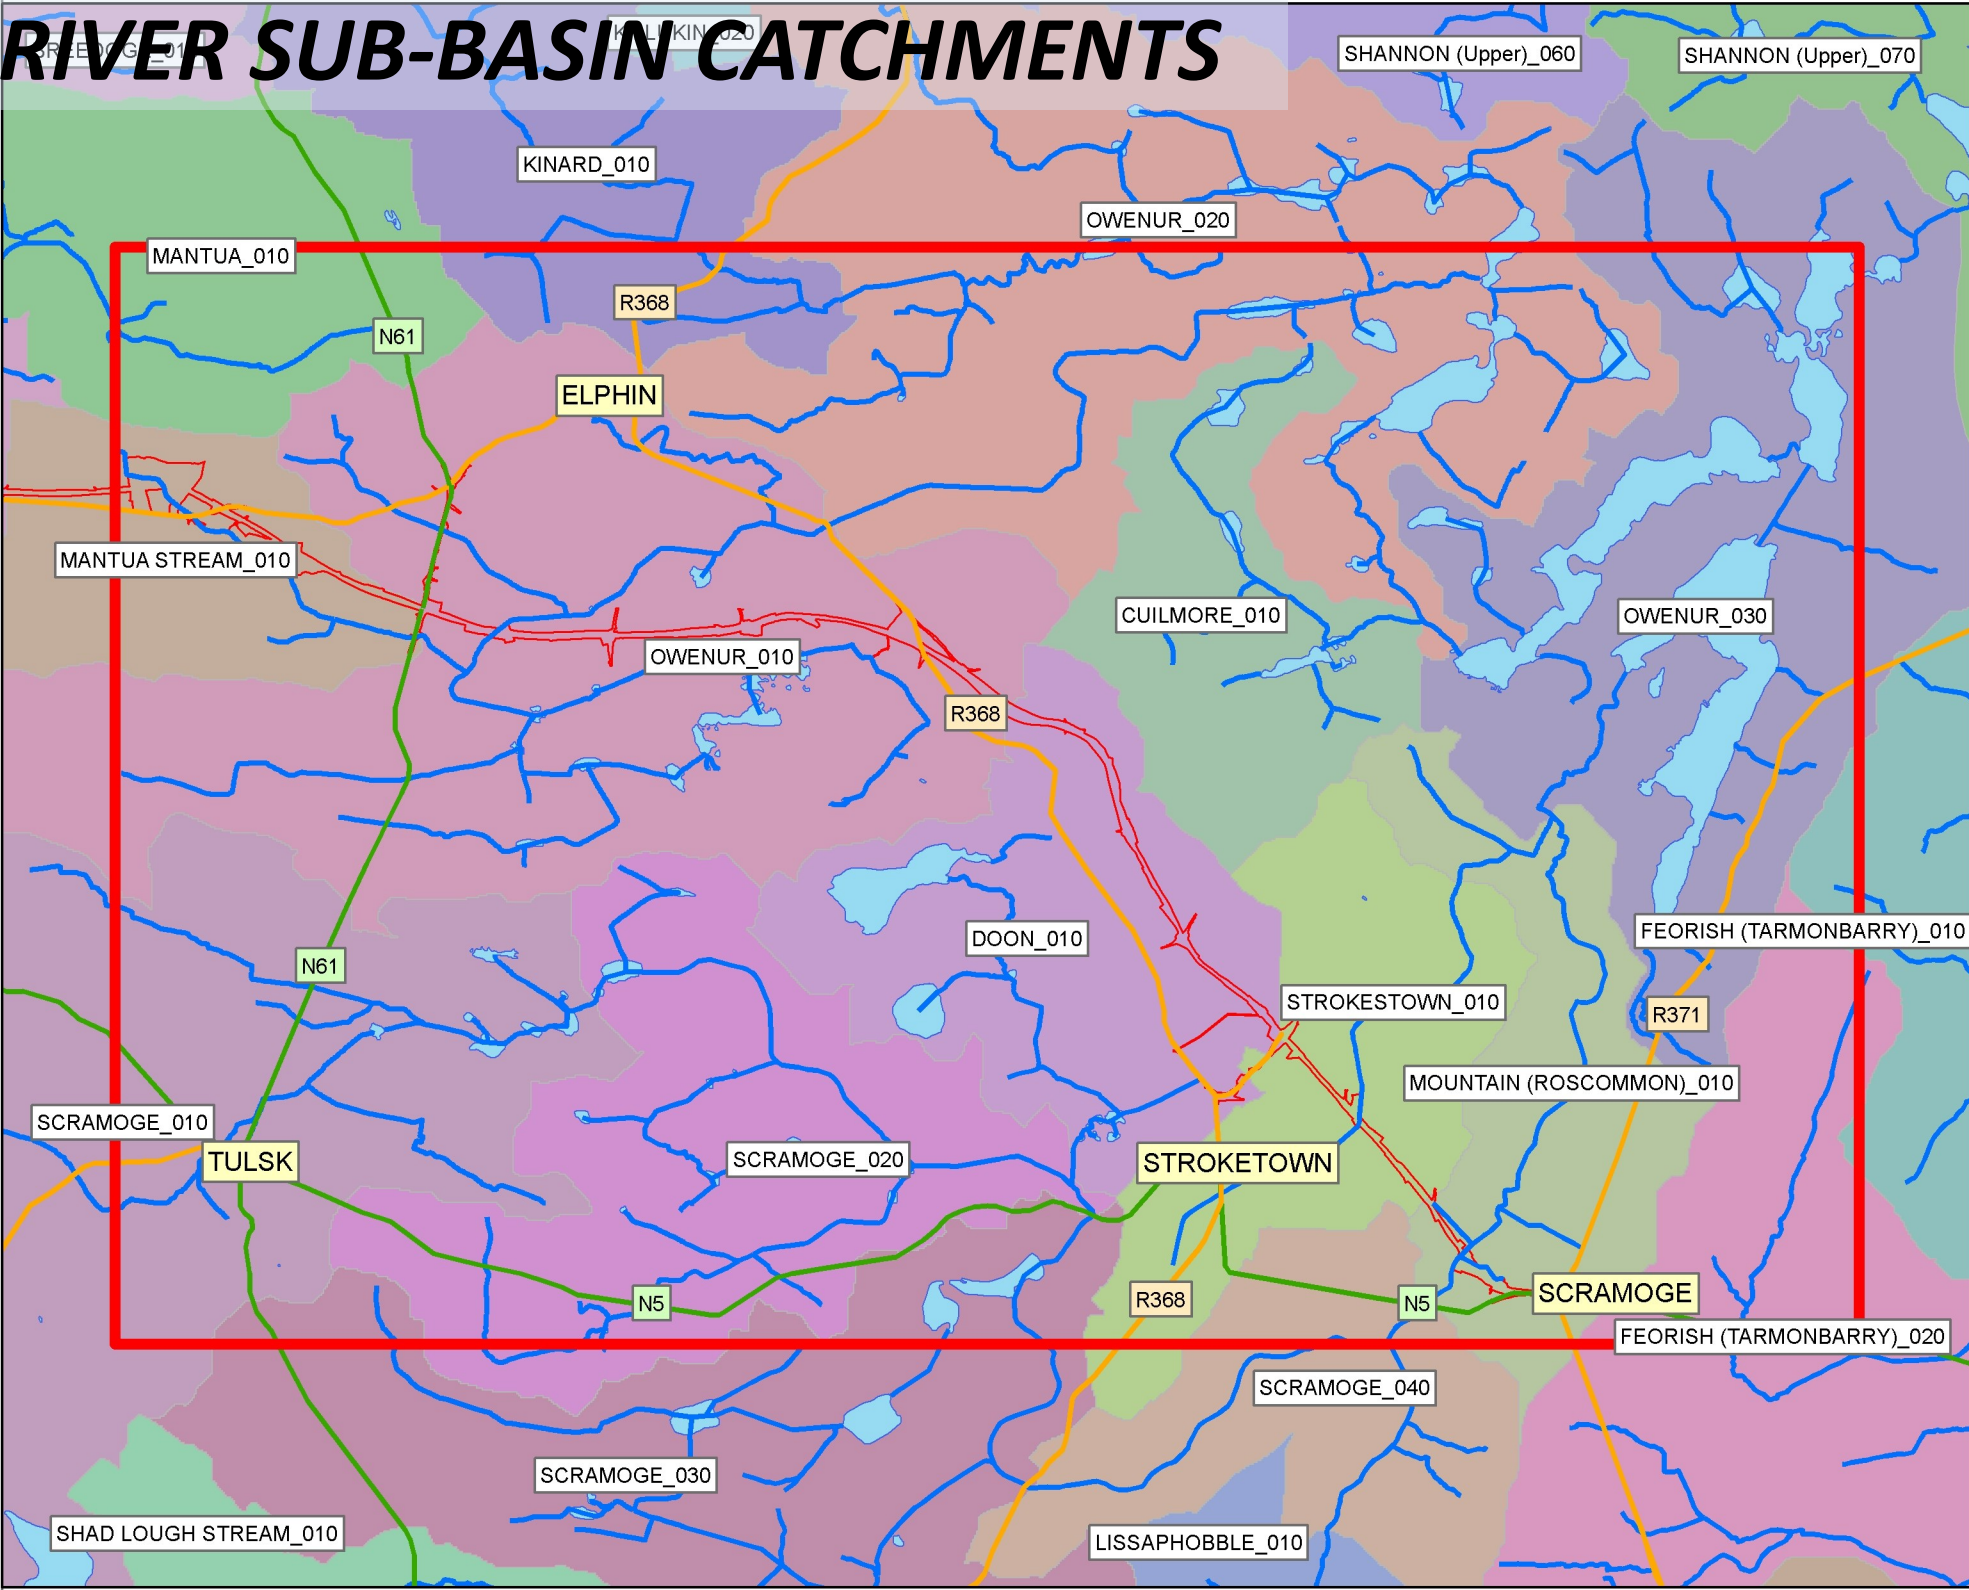 RIVER SUB-BASIN CATCHMENTS
SHANNON (Upper)_060
SHANNON (Upper)_070
KINARD_010
OWENUR_020
MANTUA_010
R368
N61
ELPHIN
MANTUA STREAM_010
CUILMORE_010
OWENUR_030
OWENUR_010
R368
FEORISH (TARMONBARRY)_010
DOON_010
N61
STROKESTOWN_010
R371
MOUNTAIN (ROSCOMMON)_010
SCRAMOGE_010
TULSK
SCRAMOGE_020
STROKETOWN
R368
N5
N5
SCRAMOGE
FEORISH (TARMONBARRY)_020
SCRAMOGE_040
SCRAMOGE_030
SHAD LOUGH STREAM_010
LISSAPHOBBLE_010